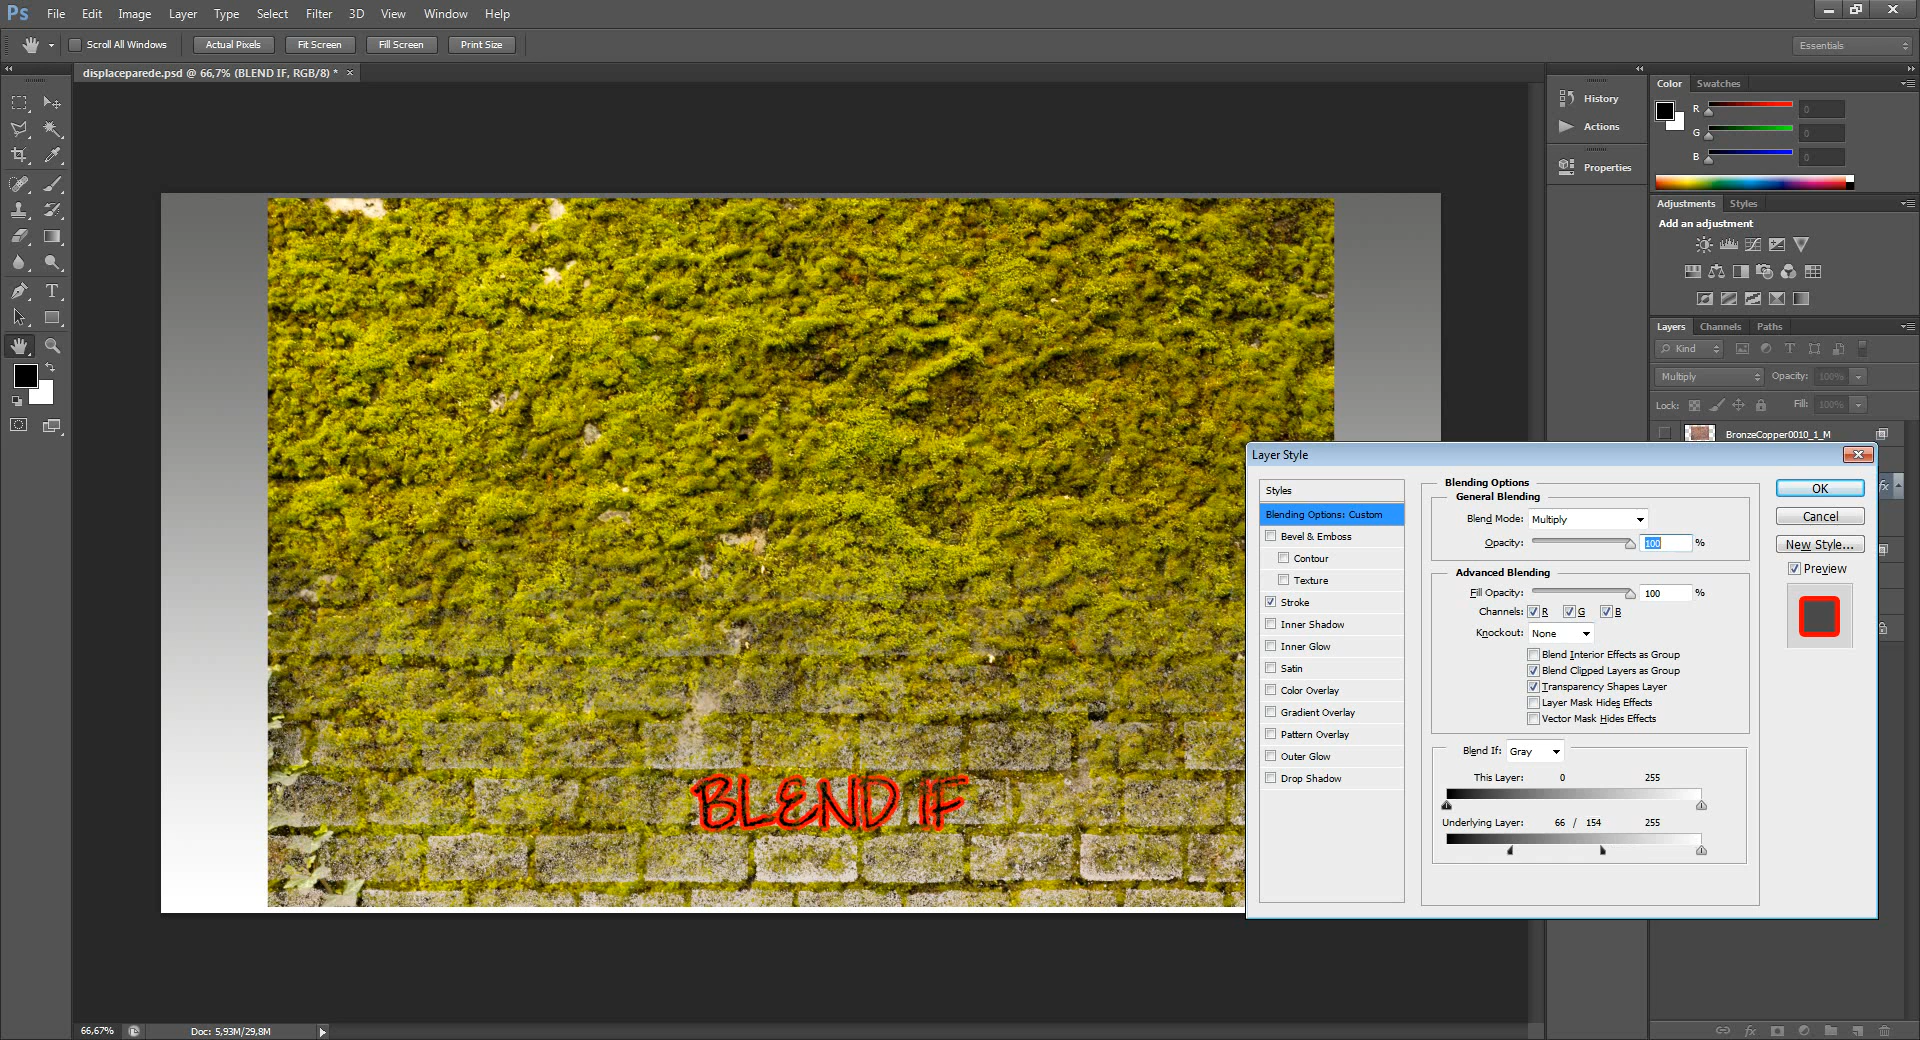 Ps File Edit Image Layer Type Select Filter 3D View Window Help
Scroll All Windows Actual Pixels Fit Screen Fill Screen Print Size Essentials
displaceparede.psd @ 66,7% (BLEND IF, RGB/8) * ×
History
Actions
Properties
Color Swatches
R 0
G 0
B 0
Adjustments Styles
Add an adjustment
Layers Channels Paths
Kind
Multiply Opacity: 100%
Lock: Fill: 100%
BronzeCopper0010_1_M
fx
BLEND IF
Layer Style
Styles
Blending Options: Custom
Bevel & Emboss
Contour
Texture
Stroke
Inner Shadow
Inner Glow
Satin
Color Overlay
Gradient Overlay
Pattern Overlay
Outer Glow
Drop Shadow
Blending Options
General Blending
Blend Mode: Multiply
Opacity: 100 %
Advanced Blending
Fill Opacity: 100 %
Channels: R G B
Knockout: None
Blend Interior Effects as Group
Blend Clipped Layers as Group
Transparency Shapes Layer
Layer Mask Hides Effects
Vector Mask Hides Effects
Blend If: Gray
This Layer: 0 255
Underlying Layer: 66 / 154 255
OK
Cancel
New Style...
Preview
66,67% Doc: 5,93M/29,8M
fx